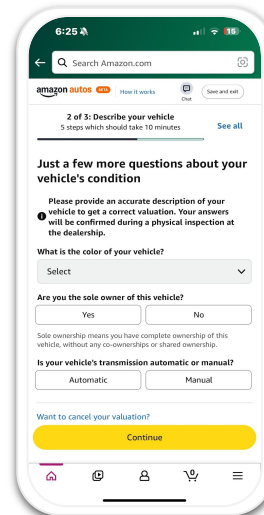 6:25
15
Search Amazon.com
amazon autos BETA How it works Chat Save and exit
2 of 3: Describe your vehicle
5 steps which should take 10 minutes See all
Just a few more questions about your
vehicle's condition
Please provide an accurate description of your
vehicle to get a correct valuation. Your answers
will be confirmed during a physical inspection at
the dealership.
What is the color of your vehicle?
Select
Are you the sole owner of this vehicle?
Yes No
Sole ownership means you have complete ownership of this
vehicle, without any co-ownerships or shared ownership.
Is your vehicle's transmission automatic or manual?
Automatic Manual
Want to cancel your valuation?
Continue
0